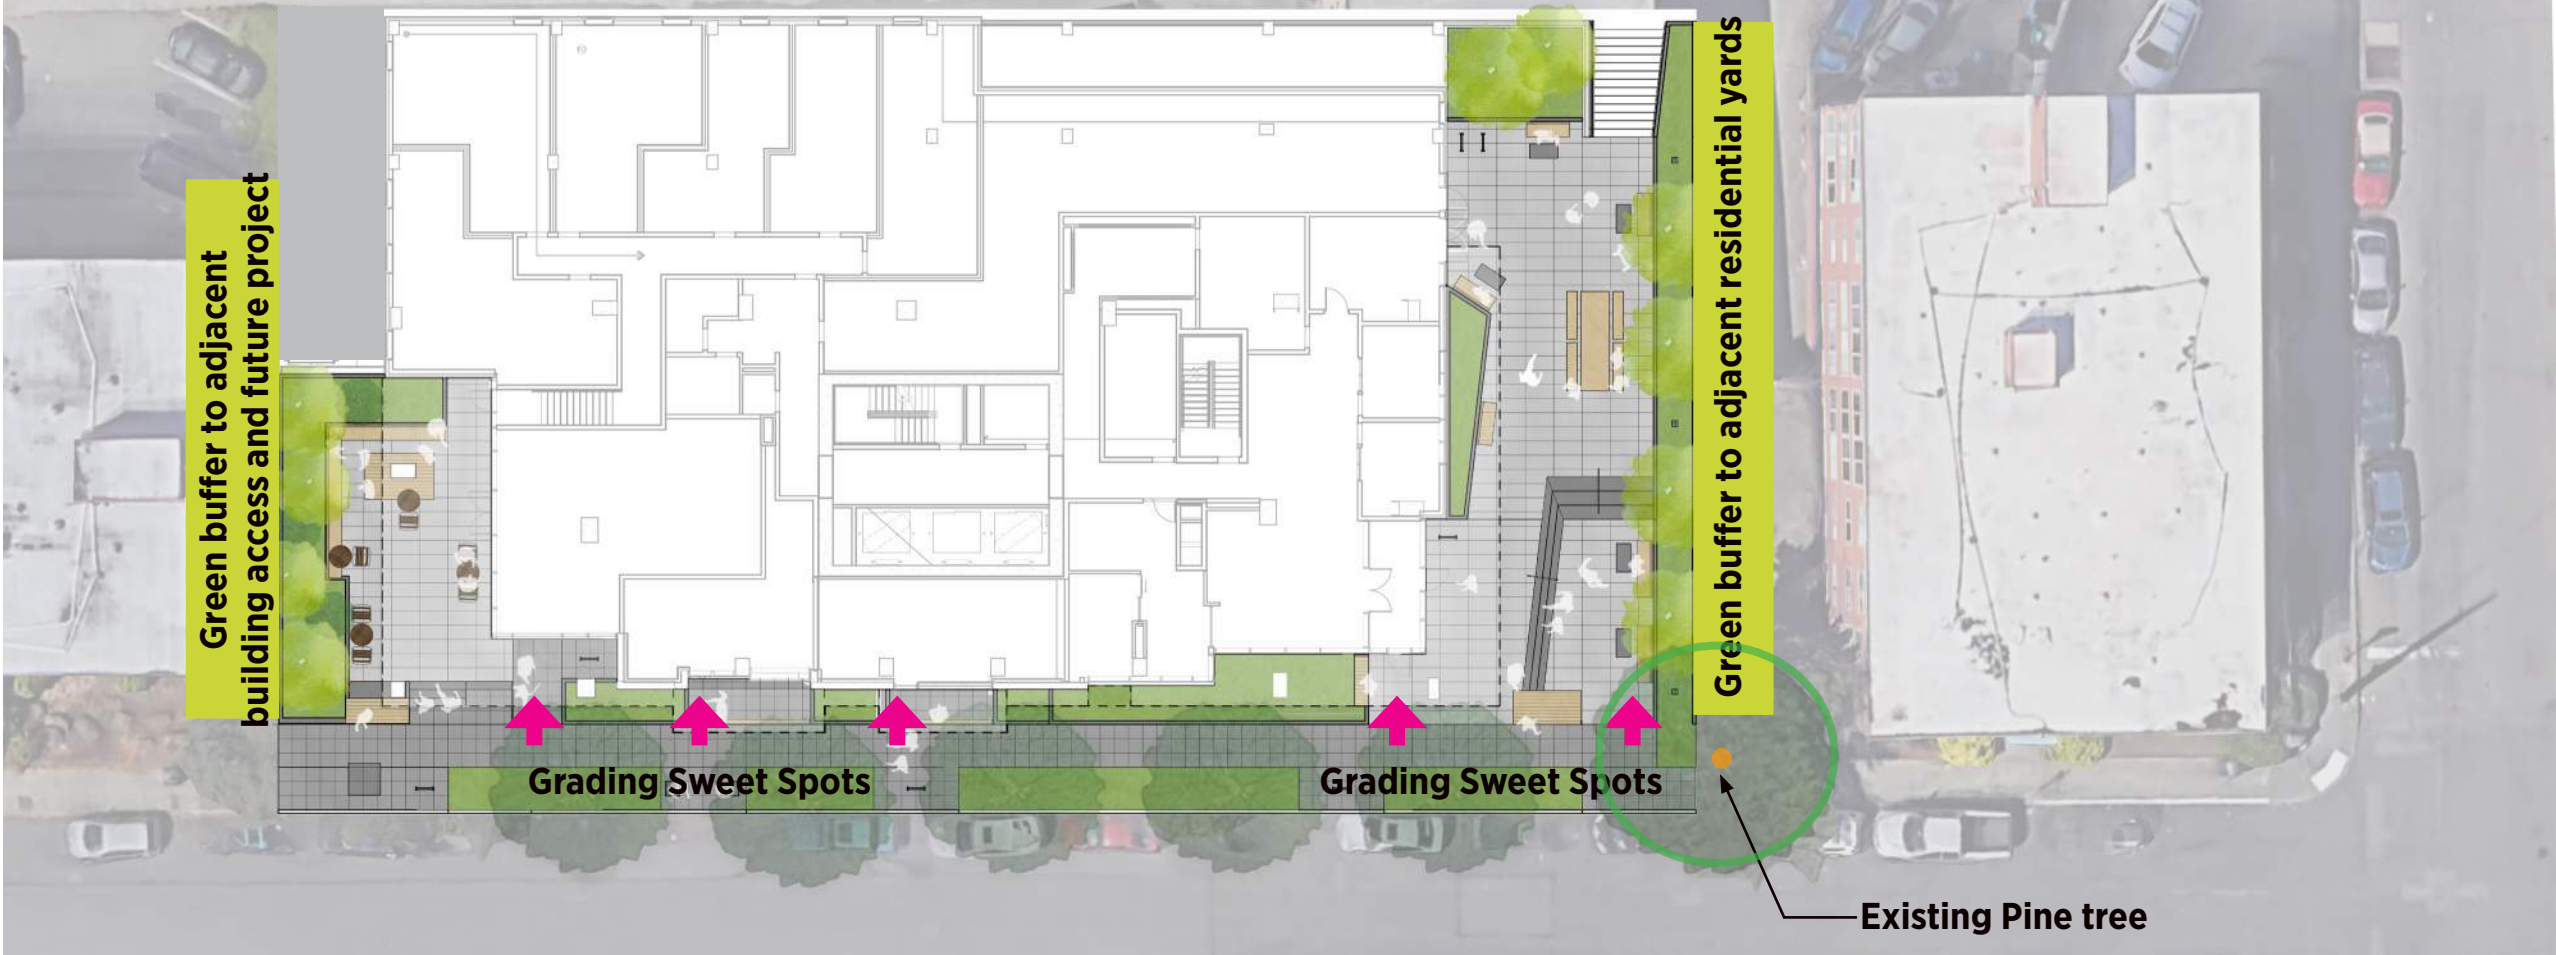 Green buffer to adjacent
building access and future project
Green buffer to adjacent residential yards
Grading Sweet Spots
Grading Sweet Spots
Existing Pine tree